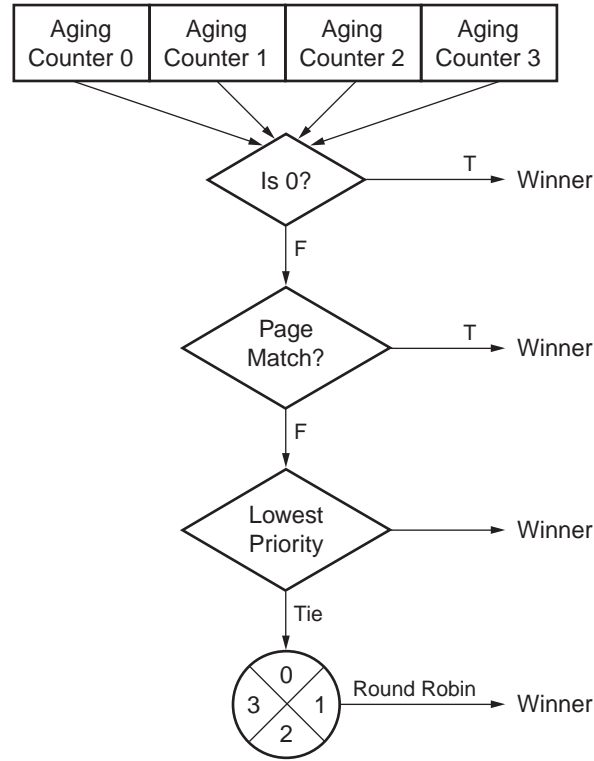 Aging
Counter 0
Aging
Counter 1
Aging
Counter 2
Aging
Counter 3
Is 0?
T
Winner
F
Page
Match?
T
Winner
F
Lowest
Priority
Winner
Tie
0
3
1
2
Round Robin
Winner